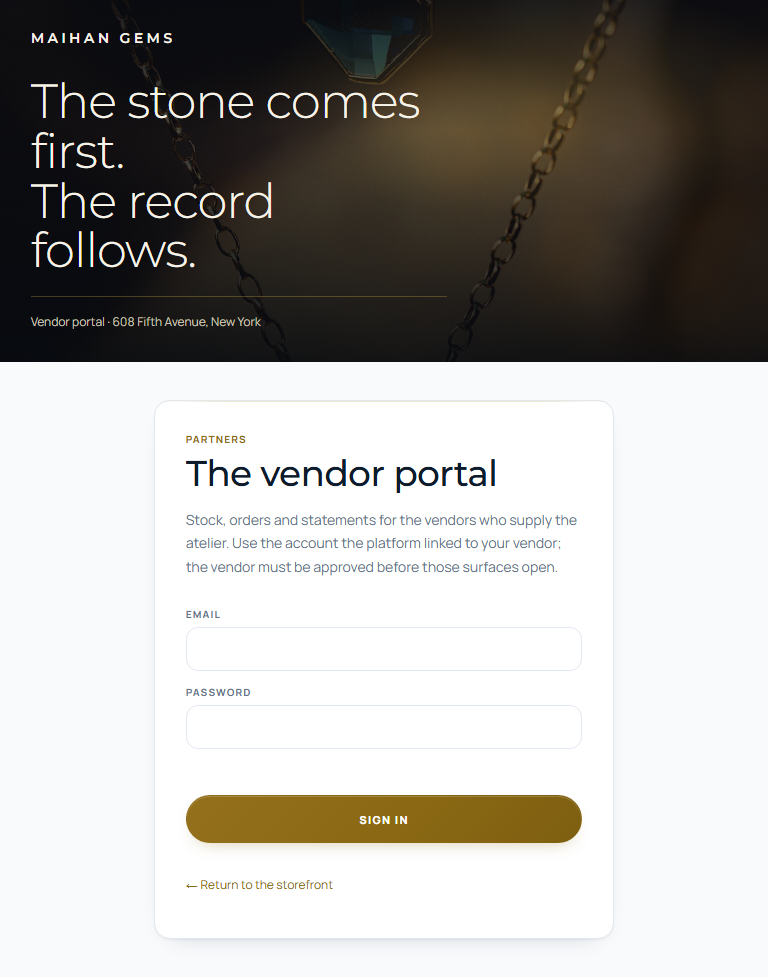 MAIHAN GEMS
The stone comes
first.
The record
follows.
Vendor portal · 608 Fifth Avenue, New York
PARTNERS
The vendor portal
Stock, orders and statements for the vendors who supply the
atelier. Use the account the platform linked to your vendor;
the vendor must be approved before those surfaces open.
EMAIL
PASSWORD
SIGN IN
← Return to the storefront